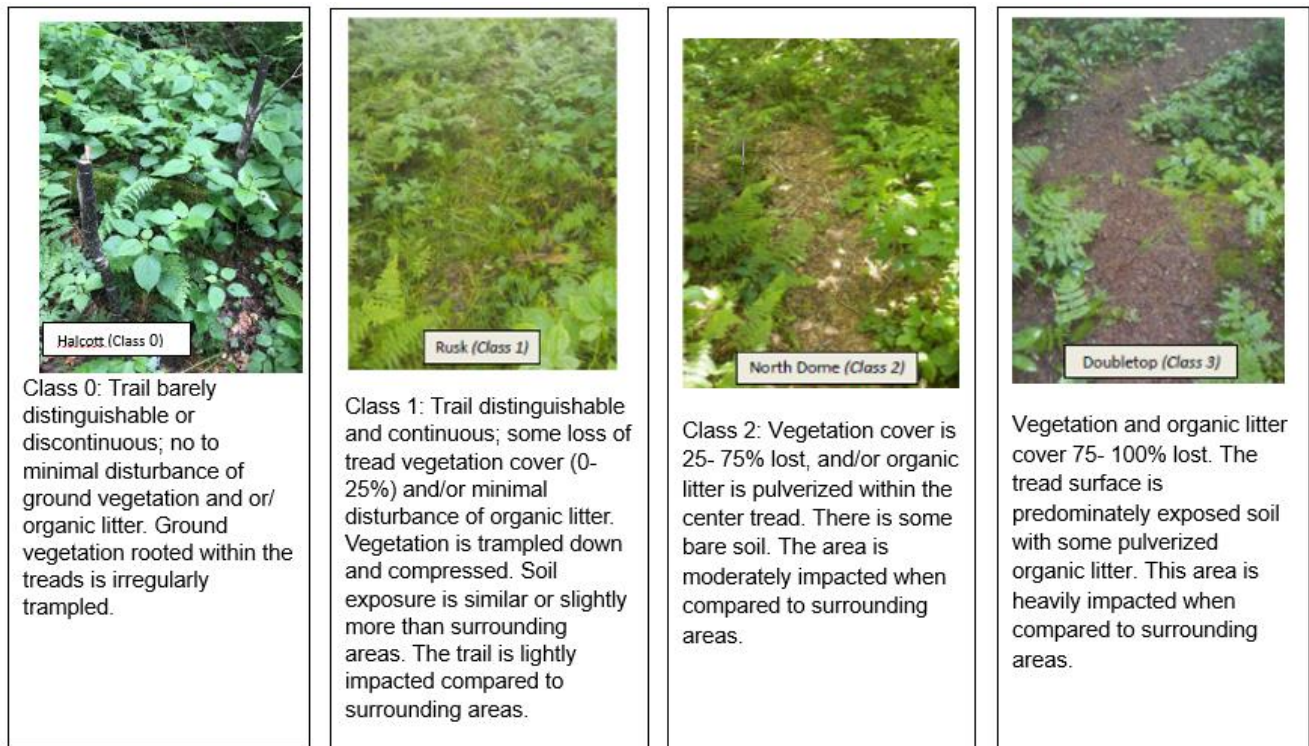 Halcott (Class 0)
Class 0: Trail barely
distinguishable or
discontinuous; no to
minimal disturbance of
ground vegetation and or/
organic litter. Ground
vegetation rooted within the
treads is irregularly
trampled.
Rusk (Class 1)
Class 1: Trail distinguishable
and continuous; some loss of
tread vegetation cover (0-
25%) and/or minimal
disturbance of organic litter.
Vegetation is trampled down
and compressed. Soil
exposure is similar or slightly
more than surrounding
areas. The trail is lightly
impacted compared to
surrounding areas.
North Dome (Class 2)
Class 2: Vegetation cover is
25- 75% lost, and/or organic
litter is pulverized within the
center tread. There is some
bare soil. The area is
moderately impacted when
compared to surrounding
areas.
Doubletop (Class 3)
Vegetation and organic litter
cover 75- 100% lost. The
tread surface is
predominately exposed soil
with some pulverized
organic litter. This area is
heavily impacted when
compared to surrounding
areas.